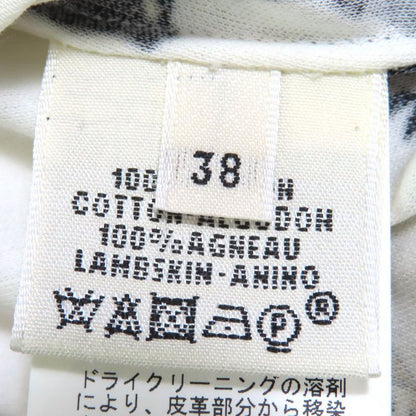 38
COTTON-ALGODON
100%AGNEAU
LAMBSKIN-ANINO
P®
ドライクリーニングの溶剤
により、皮革部分から移染